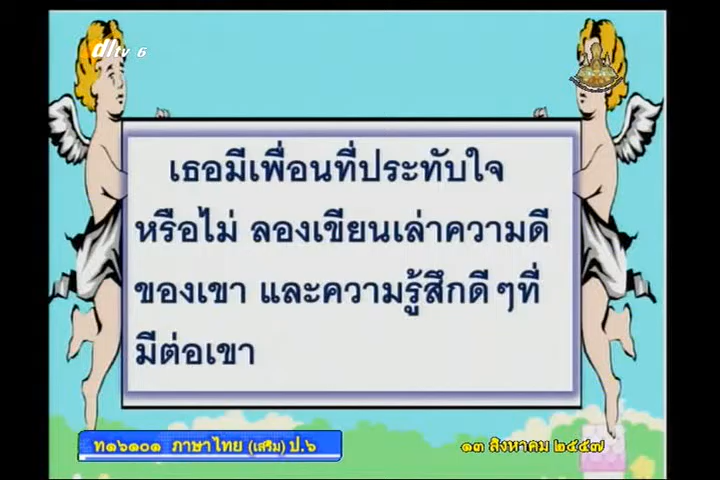 dltv 6
เธอมีเพื่อนที่ประทับใจ
หรือไม่ ลองเขียนเล่าความดี
ของเขา และความรู้สึกดีๆที่
มีต่อเขา
ท๑๖๑๐๑ ภาษาไทย (เสริม) ป.๖
๑๓ สิงหาคม ๒๕๕๗